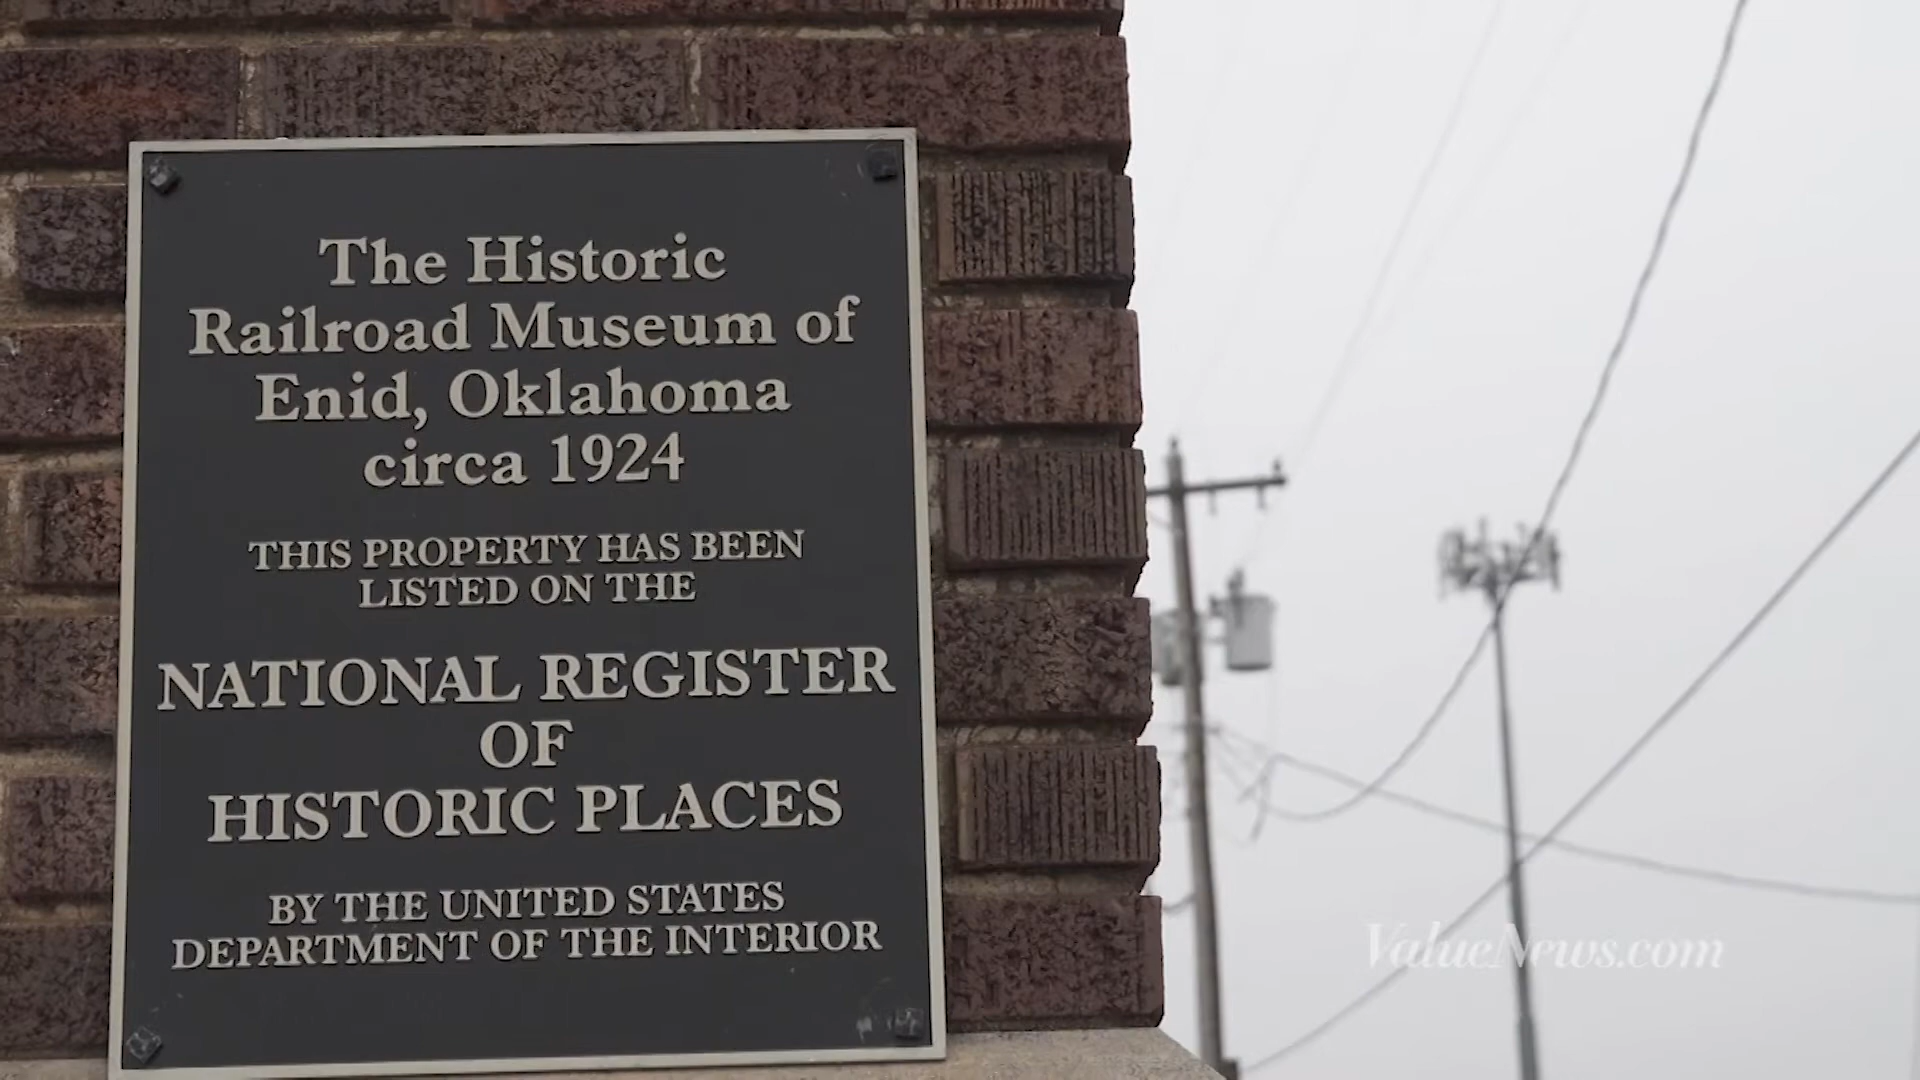 The Historic
Railroad Museum of
Enid, Oklahoma
circa 1924
THIS PROPERTY HAS BEEN
LISTED ON THE
NATIONAL REGISTER
OF
HISTORIC PLACES
BY THE UNITED STATES
DEPARTMENT OF THE INTERIOR
ValueNews.com